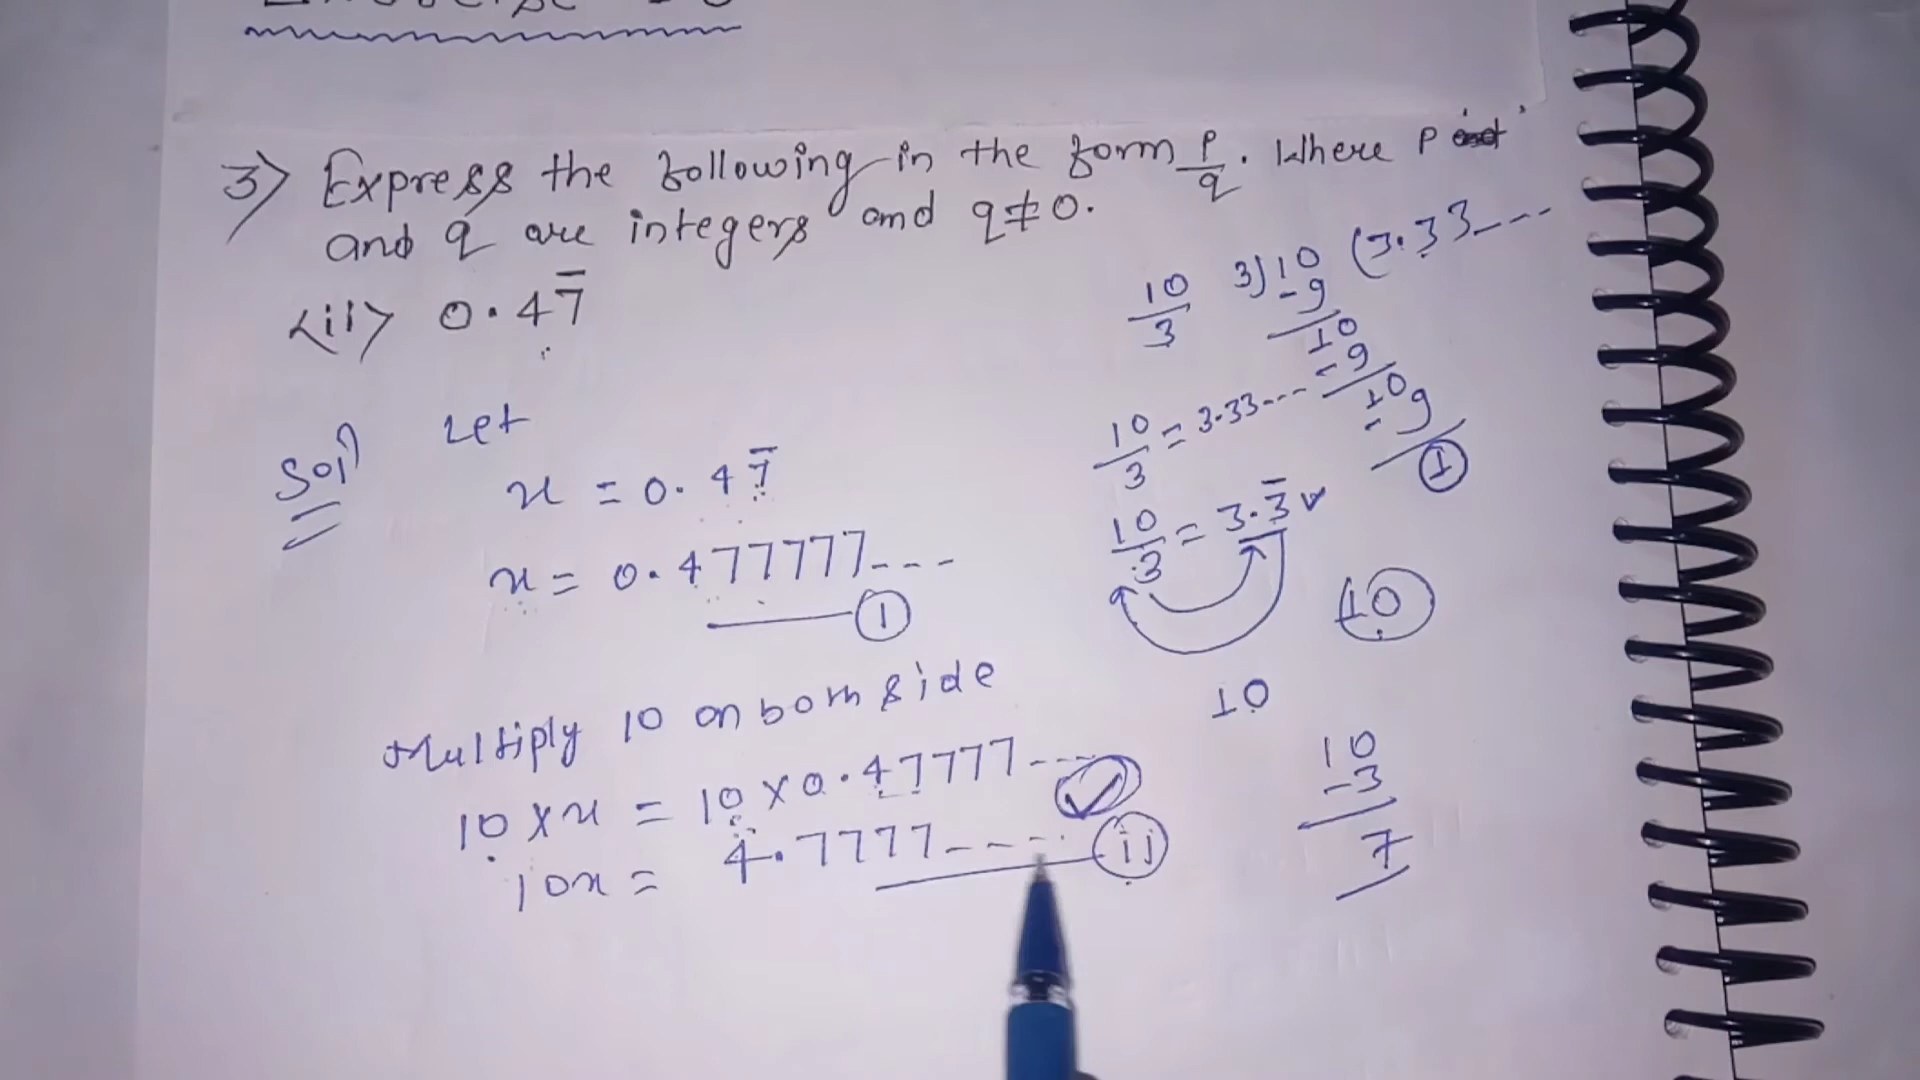 3) Express the following in the form p/q. Where p
and q are integers and q≠0.
<ii> 0.47̅
Solⁿ Let
x = 0.47̅
x = 0.477777---
①
Multiply 10 on both side
10 × x = 10 × 0.47777---
10x = 4.7777---- (ii)
10/3 3)10(3.33---
-9
10
-9
10
-9
①
10/3 = 3.33---
10/3 = 3.3̅ ✓
10
10
10
-3
7